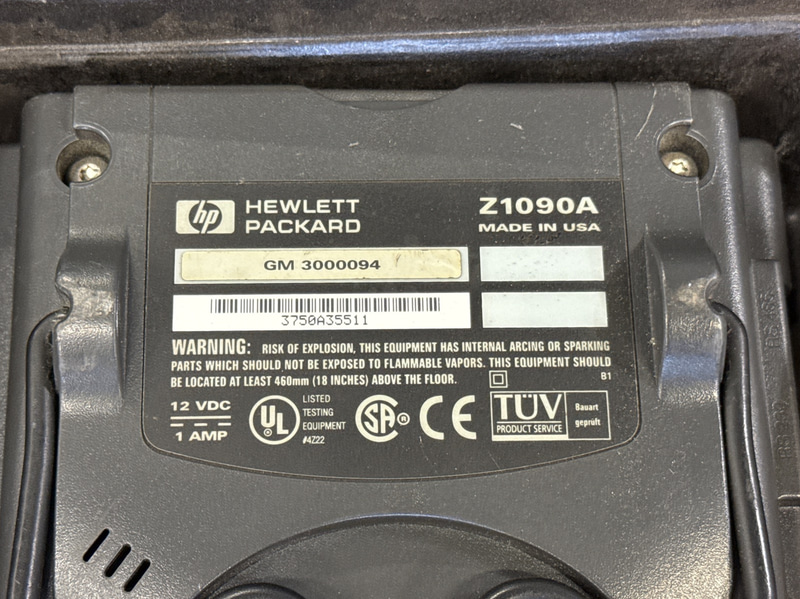 hp HEWLETT PACKARD
Z1090A
MADE IN USA
GM 3000094
3750A35511
WARNING: RISK OF EXPLOSION, THIS EQUIPMENT HAS INTERNAL ARCING OR SPARKING
PARTS WHICH SHOULD NOT BE EXPOSED TO FLAMMABLE VAPORS. THIS EQUIPMENT SHOULD
BE LOCATED AT LEAST 460mm (18 INCHES) ABOVE THE FLOOR.
B1
12 VDC
1 AMP
UL
LISTED
TESTING
EQUIPMENT
4Z22
SA
CE
TÜV
PRODUCT SERVICE
Bauart
geprüft